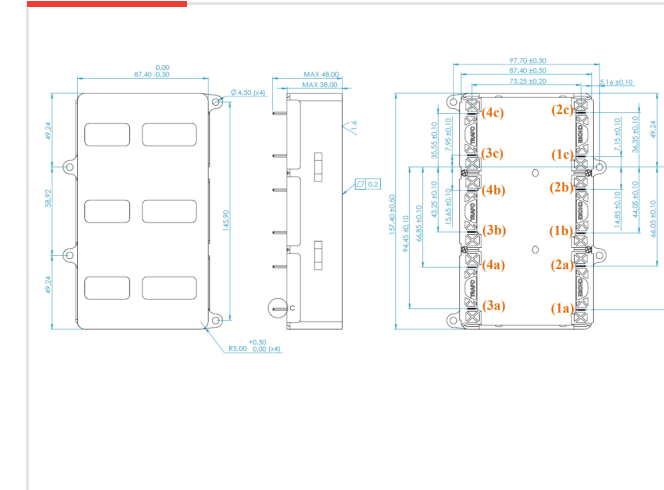 0.00
87.40 -0.50
Ø 4,50 (x4)
49,24
58,92
49,24
145,90
+0.50
R5,00 0,00 (x4)
MAX 48,00
MAX 38,00
1,6
0.2
C
97,70 ±0,30
87,40 ±0,50
73,25 ±0,20
5,16 ±0,10
157,40 ±0,50
94,45 ±0,10
66,85 ±0,10
43,25 ±0,10
15,65 ±0,10
35,55 ±0,10
7,95 ±0,10
7,15 ±0,10
36,35 ±0,10
49,24
14,85 ±0,10
44,05 ±0,10
66,05 ±0,10
(4c)
(2c)
TRAFO
(3c)
(1c)
(4b)
(2b)
TRAFO
(3b)
(1b)
(4a)
(2a)
TRAFO
(3a)
(1a)